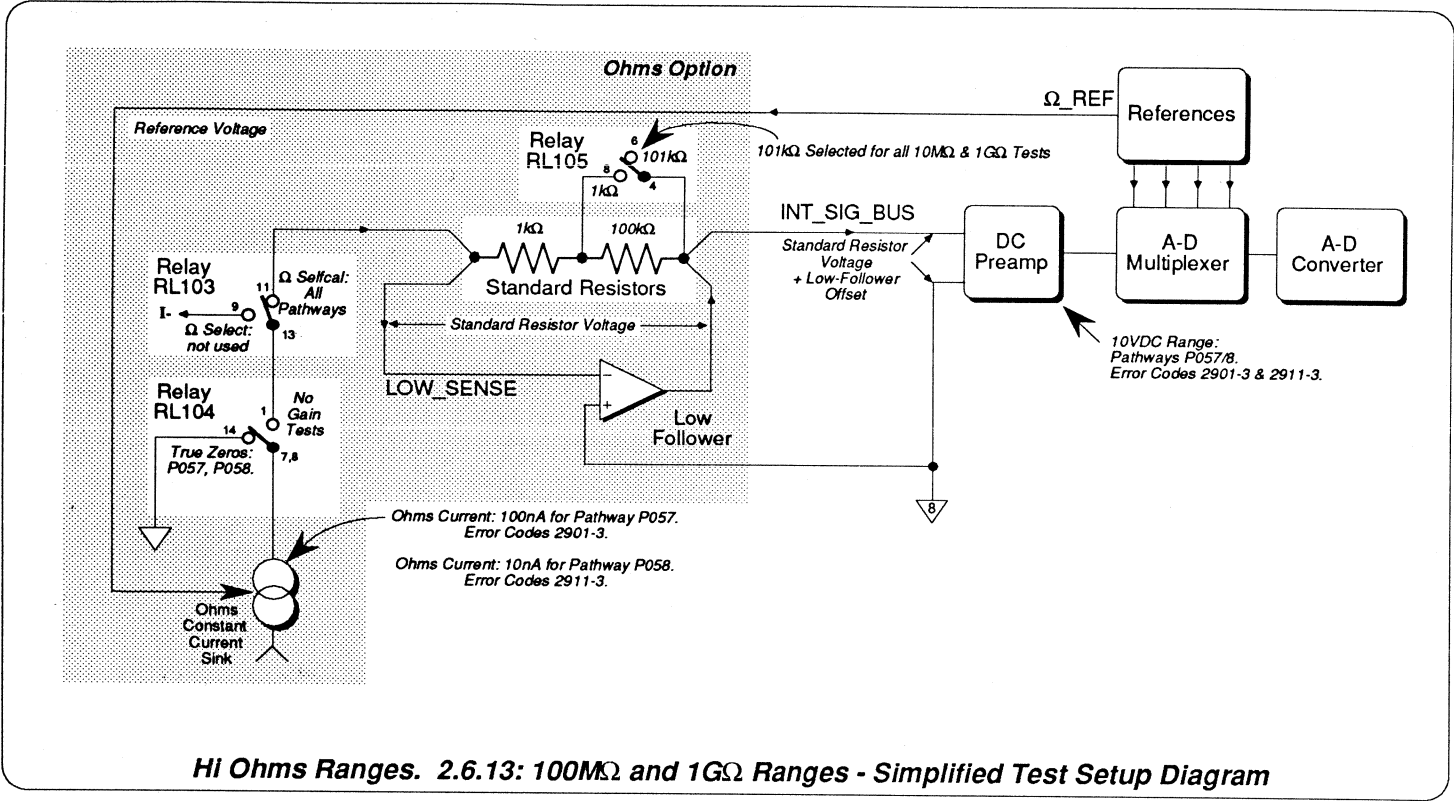 Ohms Option
Ω_REF
References
Reference Voltage
Relay
RL105
6
101kΩ
8
1kΩ
4
101kΩ Selected for all 10MΩ & 1GΩ Tests
INT_SIG_BUS
1kΩ
100kΩ
Standard Resistors
Standard Resistor
Voltage
+ Low-Follower
Offset
DC
Preamp
A-D
Multiplexer
A-D
Converter
Relay
RL103
11
Ω Selfcal:
All
Pathways
9
I-
Ω Select:
not used
13
Standard Resistor Voltage
10VDC Range:
Pathways P057/8.
Error Codes 2901-3 & 2911-3.
LOW_SENSE
−
+
Low
Follower
Relay
RL104
1
No
Gain
Tests
14
True Zeros:
P057, P058.
7,8
8
Ohms Current: 100nA for Pathway P057.
Error Codes 2901-3.
Ohms Current: 10nA for Pathway P058.
Error Codes 2911-3.
Ohms
Constant
Current
Sink
Hi Ohms Ranges. 2.6.13: 100MΩ and 1GΩ Ranges - Simplified Test Setup Diagram